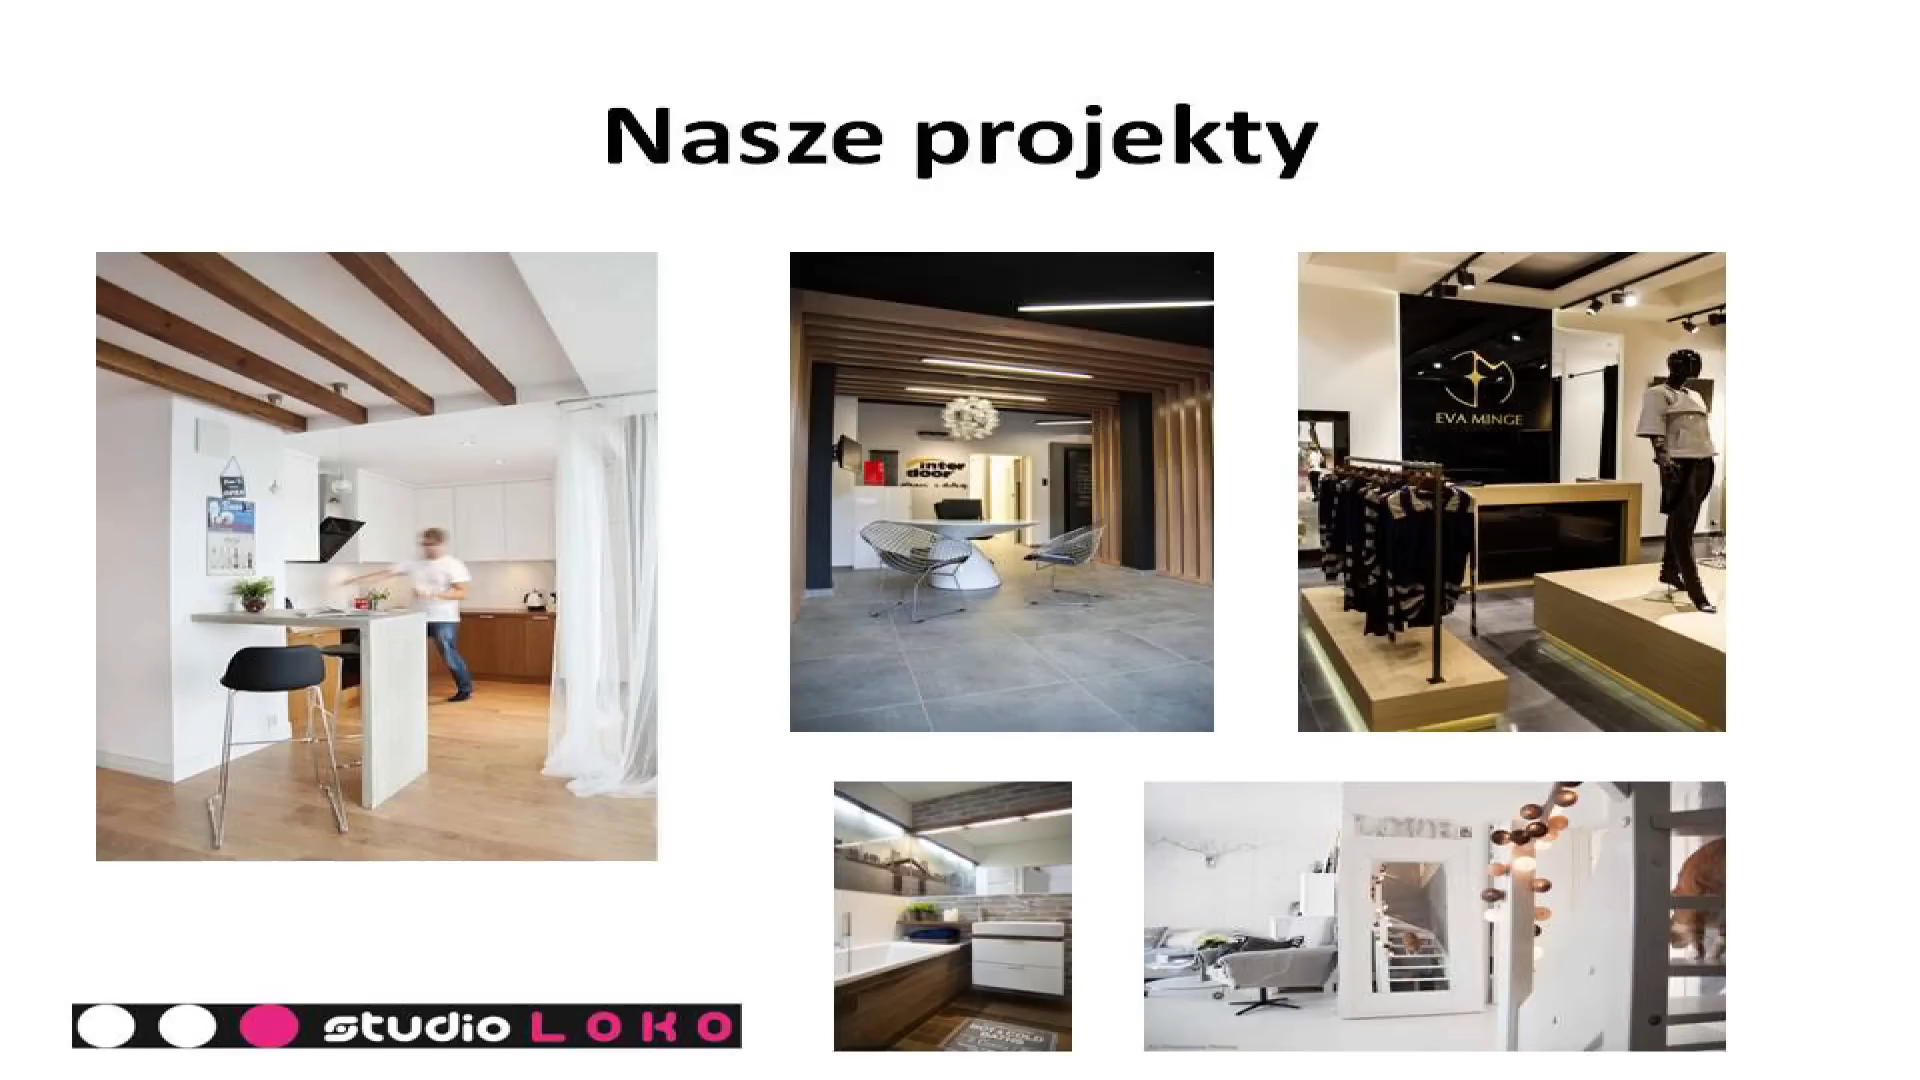 Nasze projekty
inter
door
EVA MINGE
studio LOKO